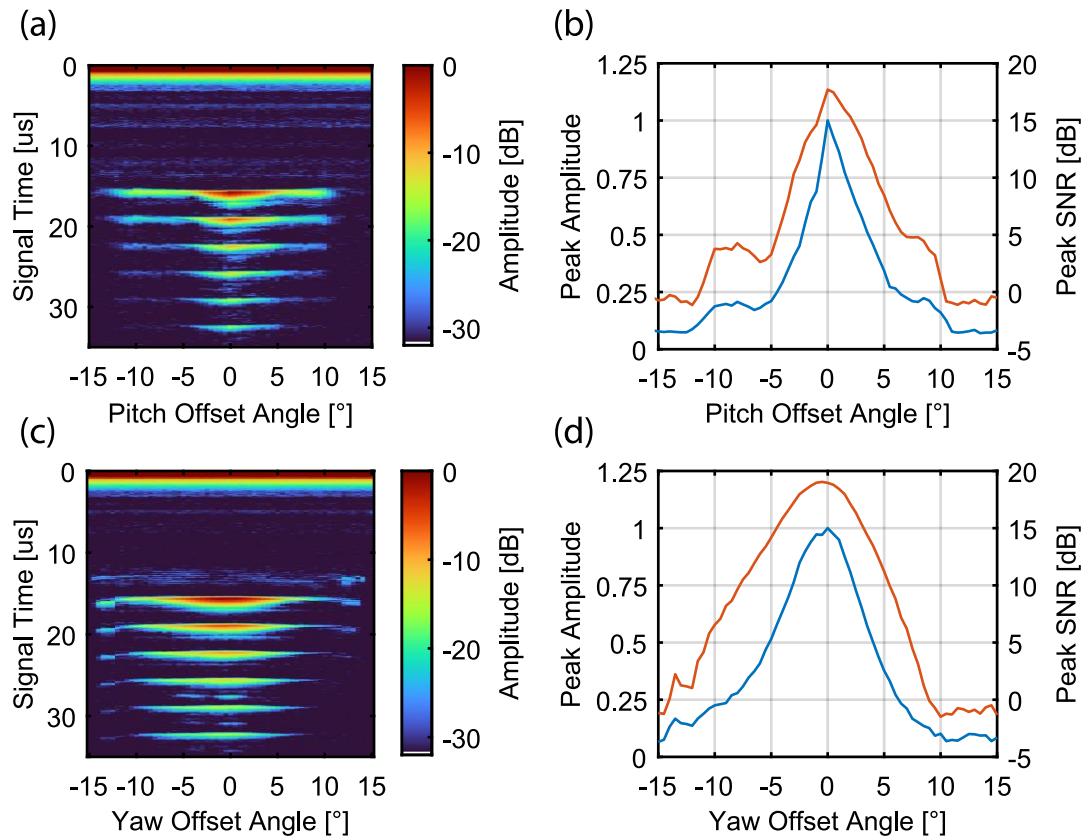 (a)
0
10
20
30
Signal Time [us]
-15 -10 -5 0 5 10 15
Pitch Offset Angle [°]
0
-10
-20
-30
Amplitude [dB]
(b)
1.25
1
0.75
0.5
0.25
0
Peak Amplitude
20
15
10
5
0
-5
Peak SNR [dB]
-15 -10 -5 0 5 10 15
Pitch Offset Angle [°]
(c)
0
10
20
30
Signal Time [us]
-15 -10 -5 0 5 10 15
Yaw Offset Angle [°]
0
-10
-20
-30
Amplitude [dB]
(d)
1.25
1
0.75
0.5
0.25
0
Peak Amplitude
20
15
10
5
0
-5
Peak SNR [dB]
-15 -10 -5 0 5 10 15
Yaw Offset Angle [°]